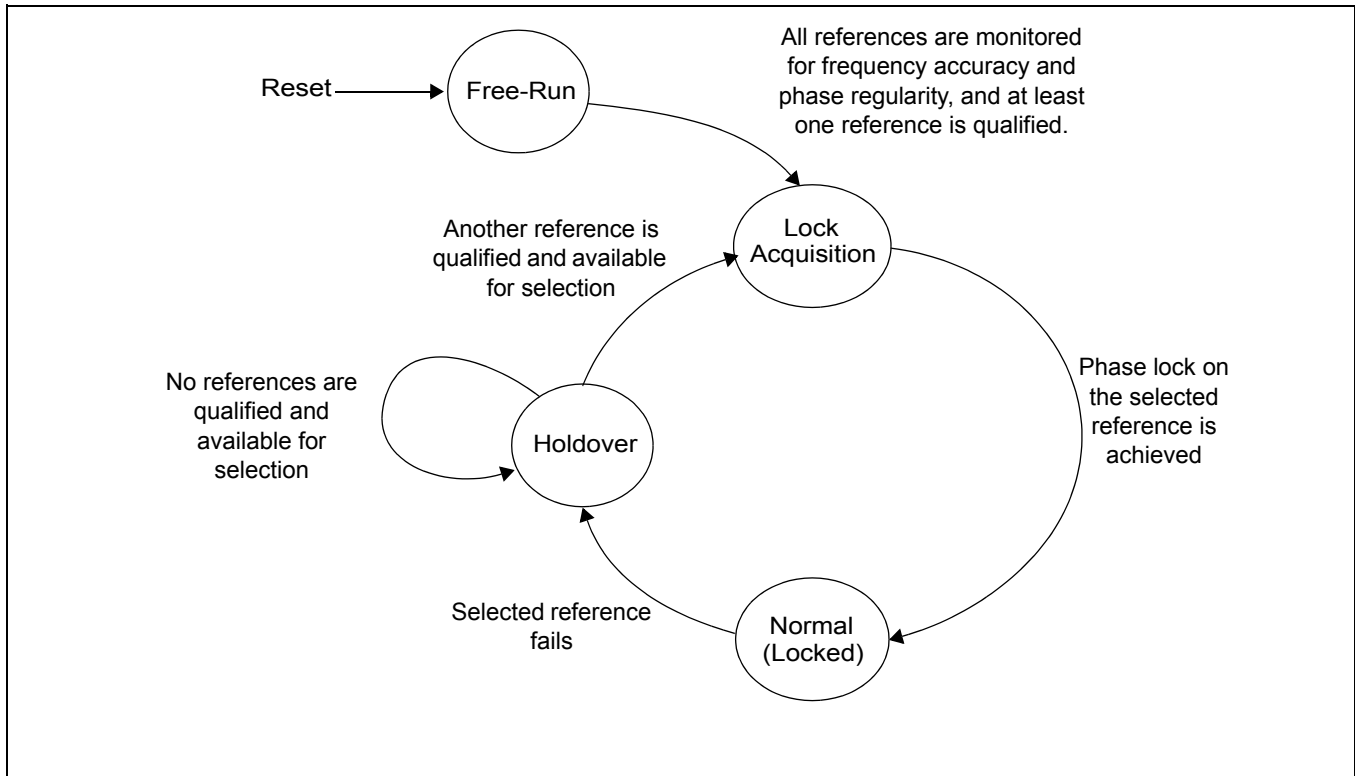 Reset
Free-Run
All references are monitored
for frequency accuracy and
phase regularity, and at least
one reference is qualified.
Lock
Acquisition
Another reference is
qualified and available
for selection
No references are
qualified and
available for
selection
Holdover
Phase lock on
the selected
reference is
achieved
Selected reference
fails
Normal
(Locked)